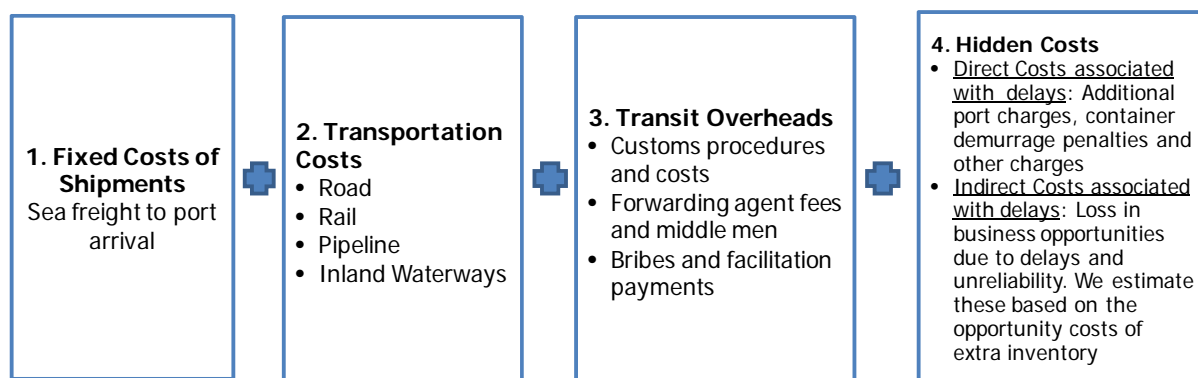 1. Fixed Costs of
Shipments
Sea freight to port
arrival
2. Transportation
Costs
• Road
• Rail
• Pipeline
• Inland Waterways
3. Transit Overheads
• Customs procedures
and costs
• Forwarding agent fees
and middle men
• Bribes and facilitation
payments
4. Hidden Costs
• Direct Costs associated
with delays: Additional
port charges, container
demurrage penalties and
other charges
• Indirect Costs associated
with delays: Loss in
business opportunities
due to delays and
unreliability. We estimate
these based on the
opportunity costs of
extra inventory